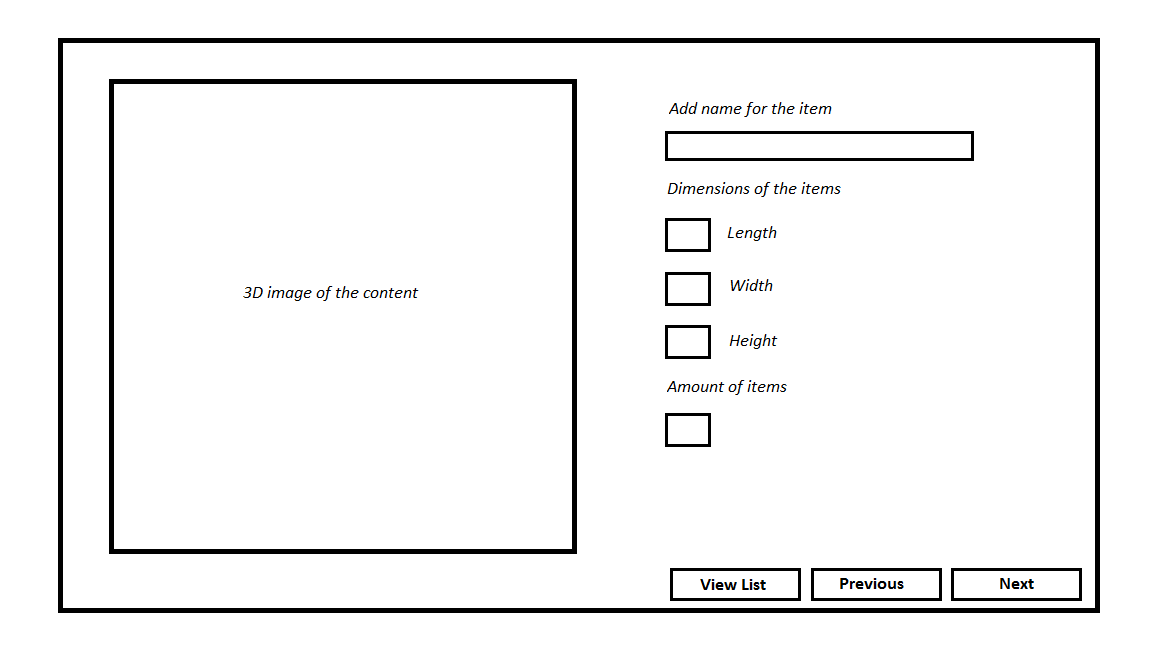 3D image of the content
Add name for the item
Dimensions of the items
Length
Width
Height
Amount of items
View List
Previous
Next